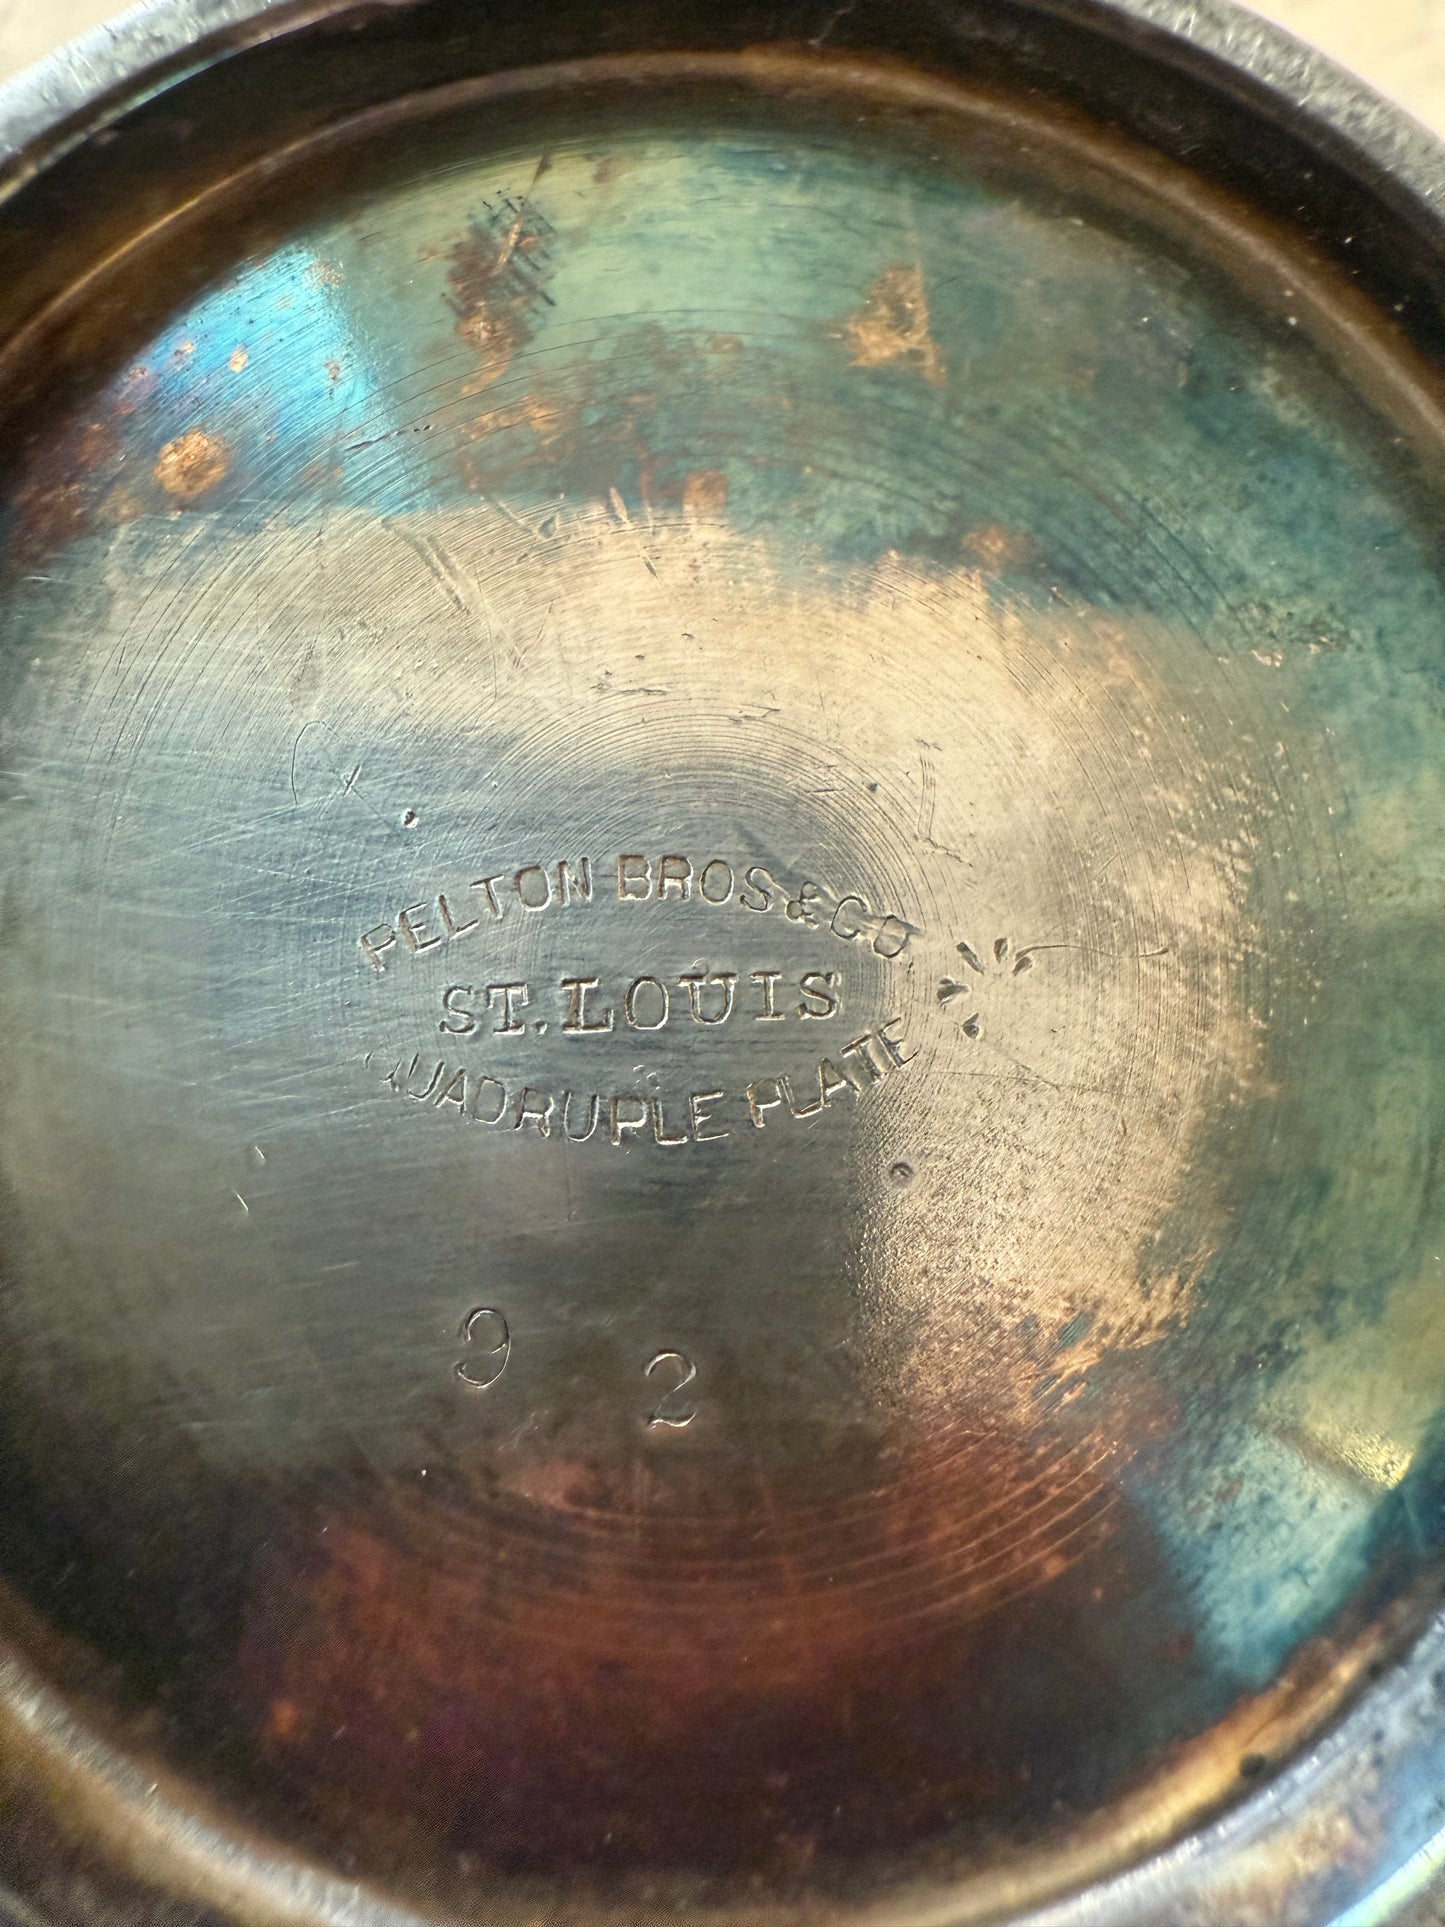 PELTON BROS & CO
ST. LOUIS
QUADRUPLE PLATE
9 2